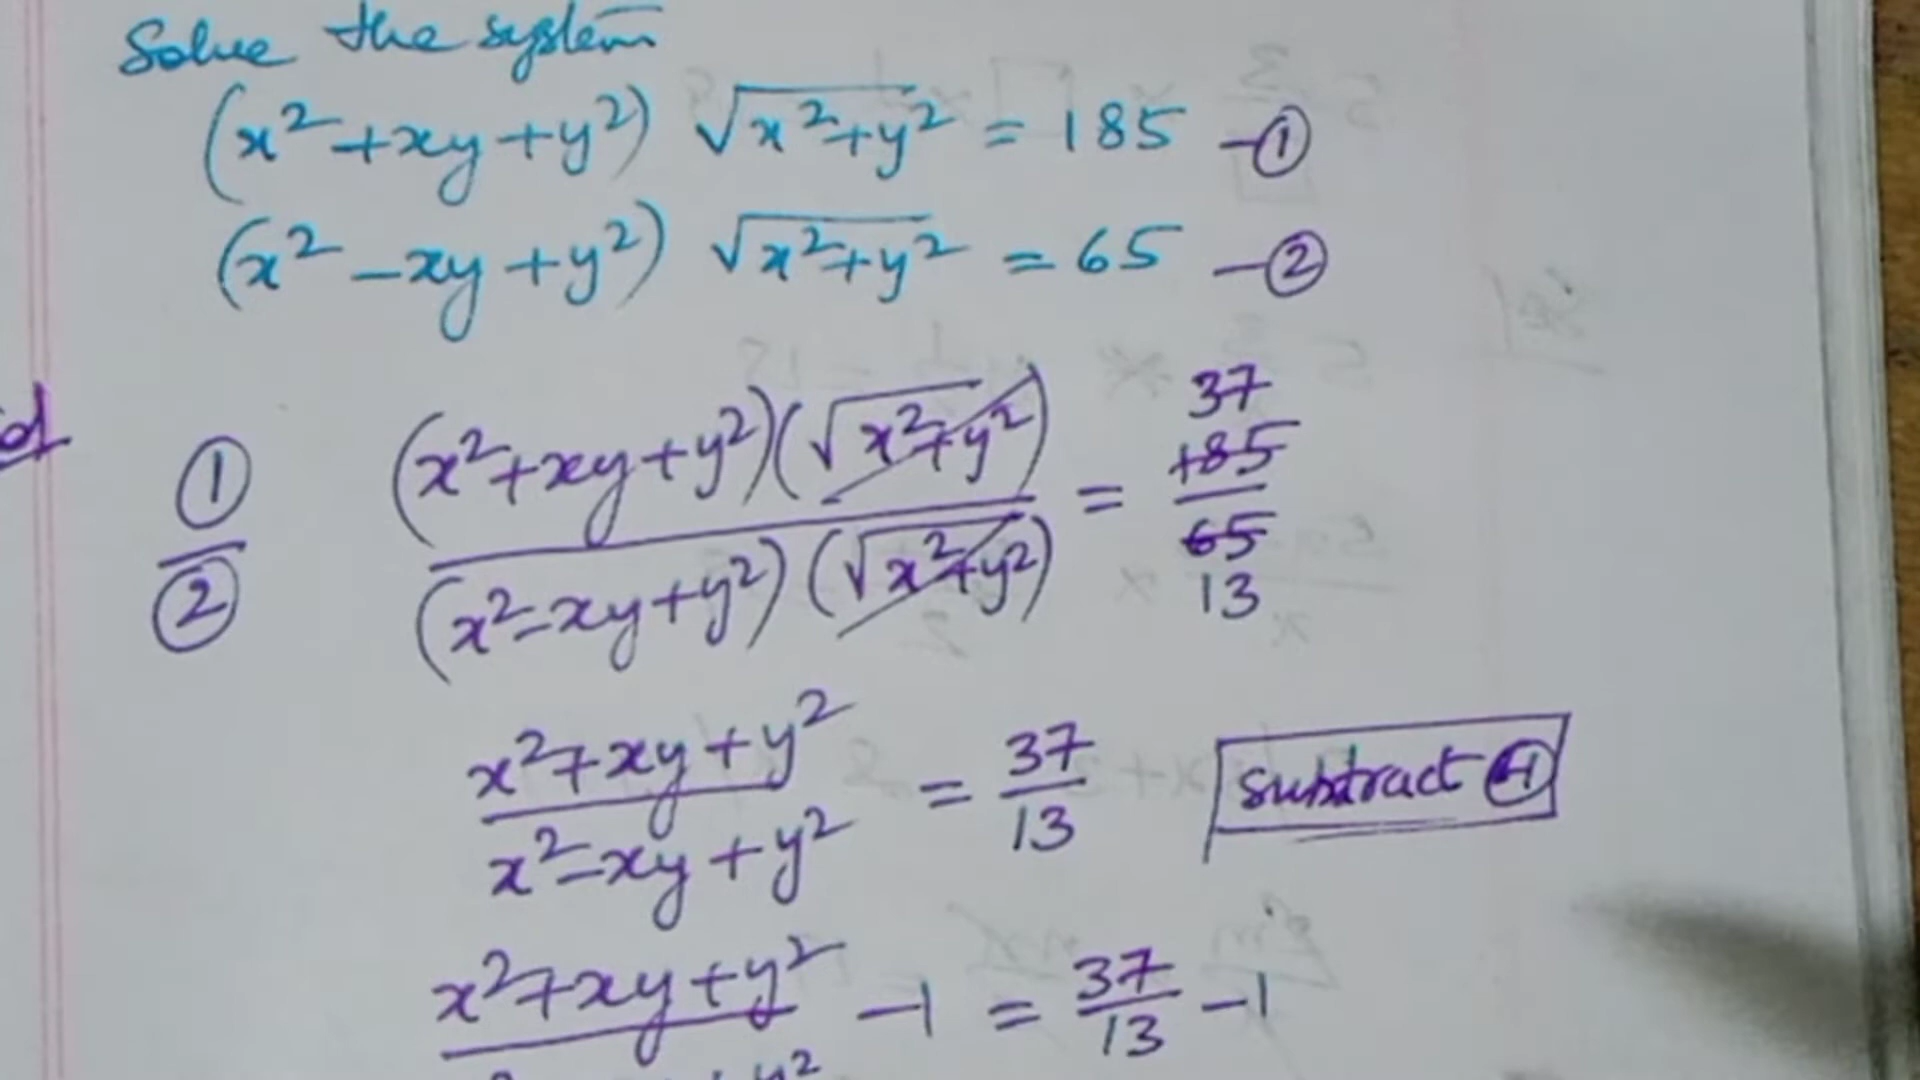 Solve the system
(x²+xy+y²) √x²+y² = 185 –①
(x²–xy+y²) √x²+y² = 65 –②
①/② (x²+xy+y²)(√x²+y²) / (x²–xy+y²)(√x²+y²) = 37 185 / 65 13
x²+xy+y² / x²–xy+y² = 37/13 subtract
x²+xy+y² –1 = 37/13 –1